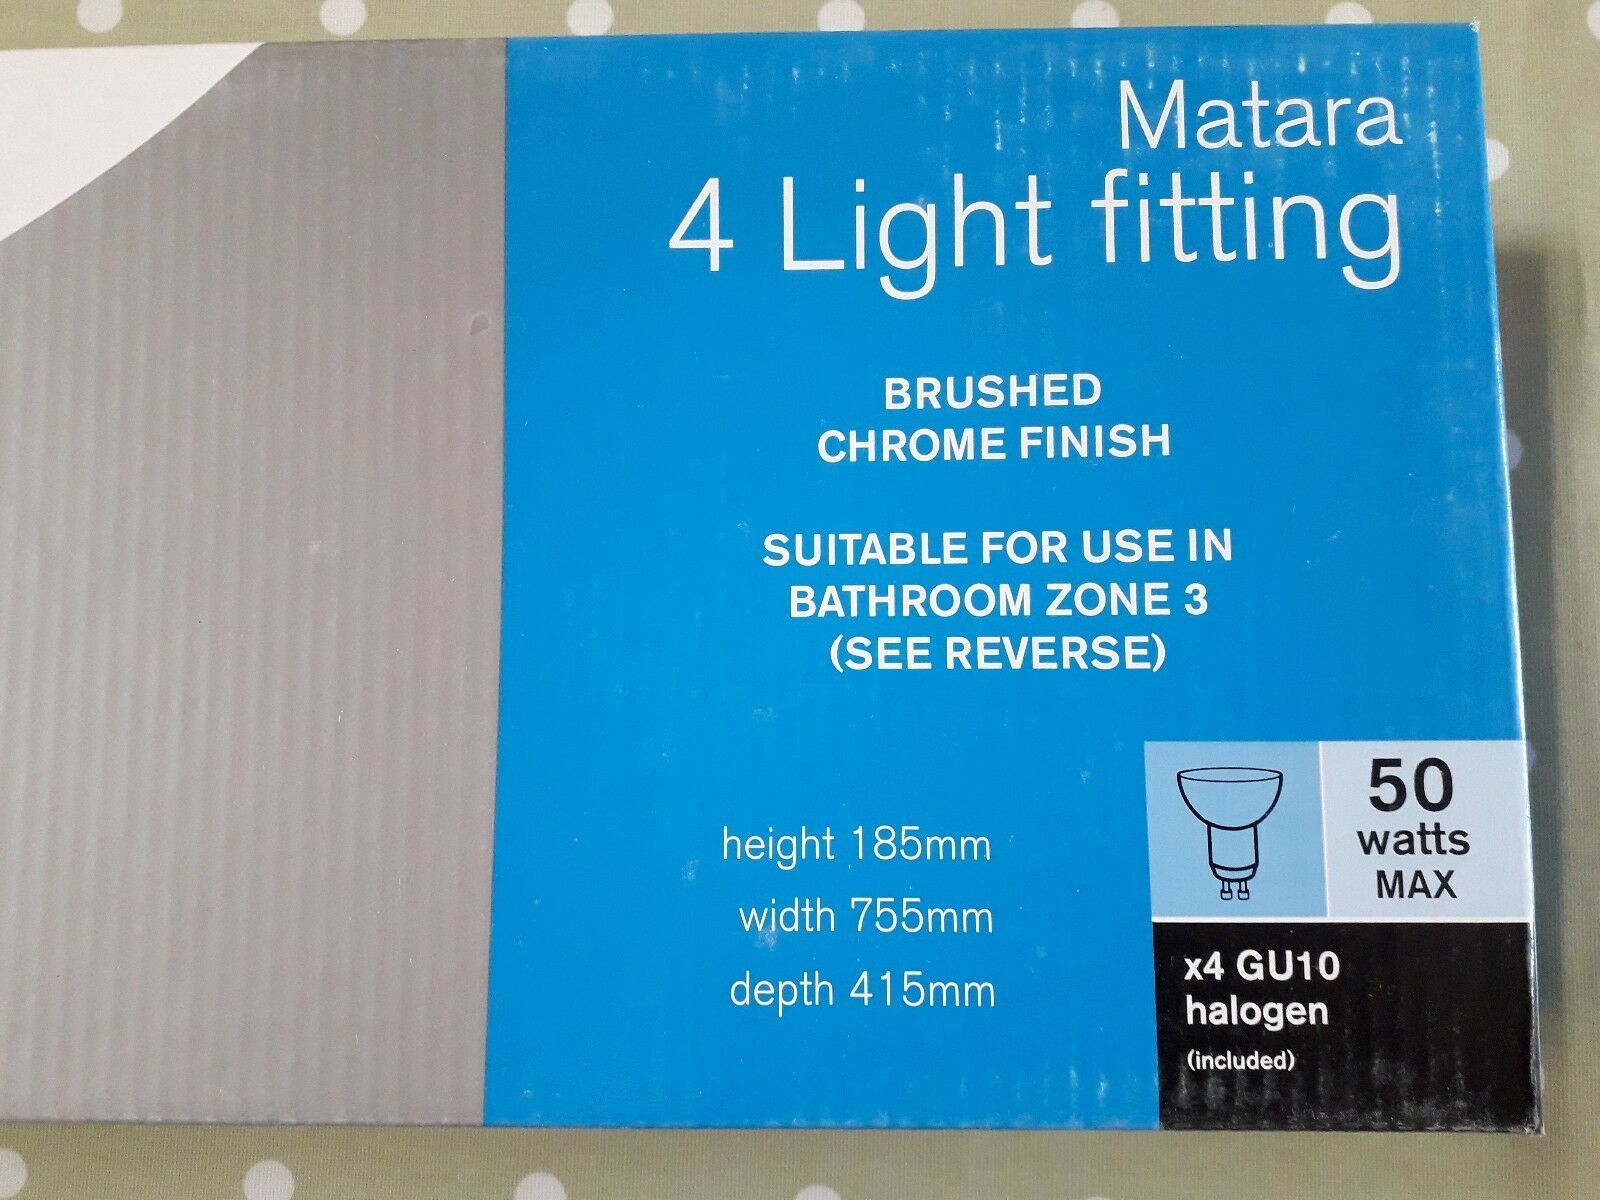 Matara
4 Light fitting
BRUSHED
CHROME FINISH
SUITABLE FOR USE IN
BATHROOM ZONE 3
(SEE REVERSE)
height 185mm
width 755mm
depth 415mm
50
watts
MAX
x4 GU10
halogen
(included)